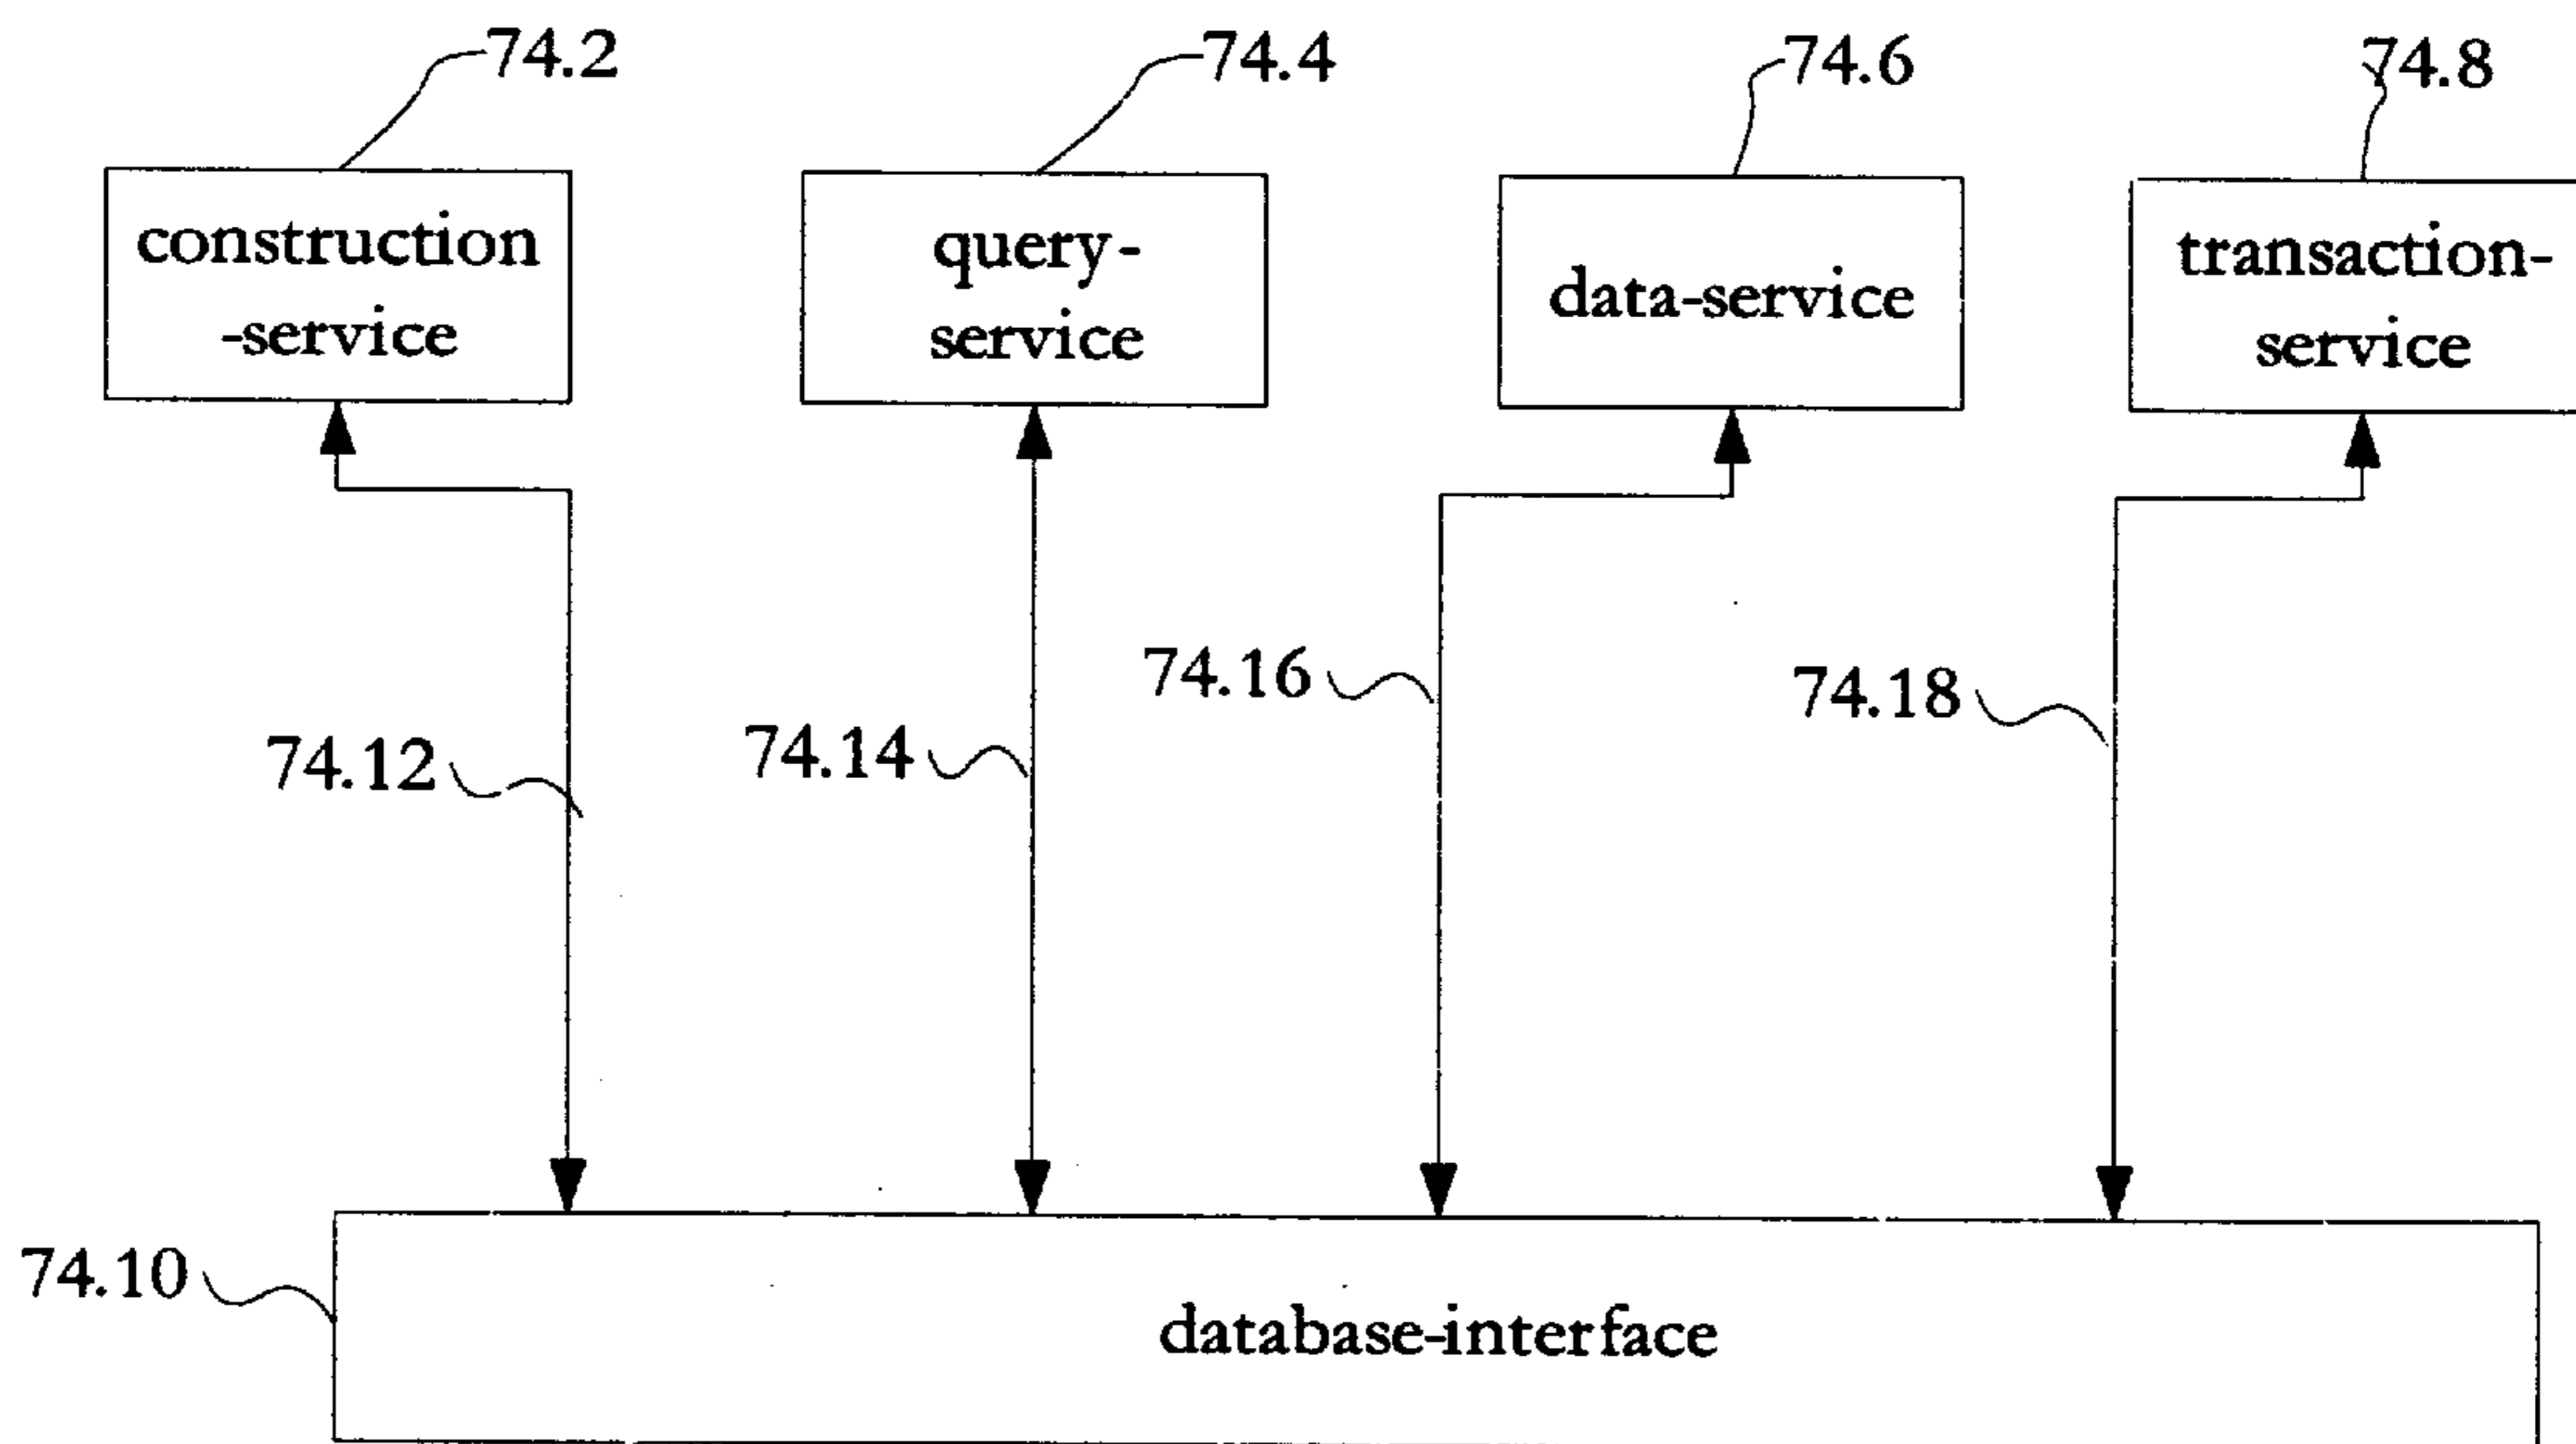 74.2
74.4
74.6
74.8
construction
-service
query-
service
data-service
transaction-
service
74.16
74.18
74.12
74.14
74.10
database-interface